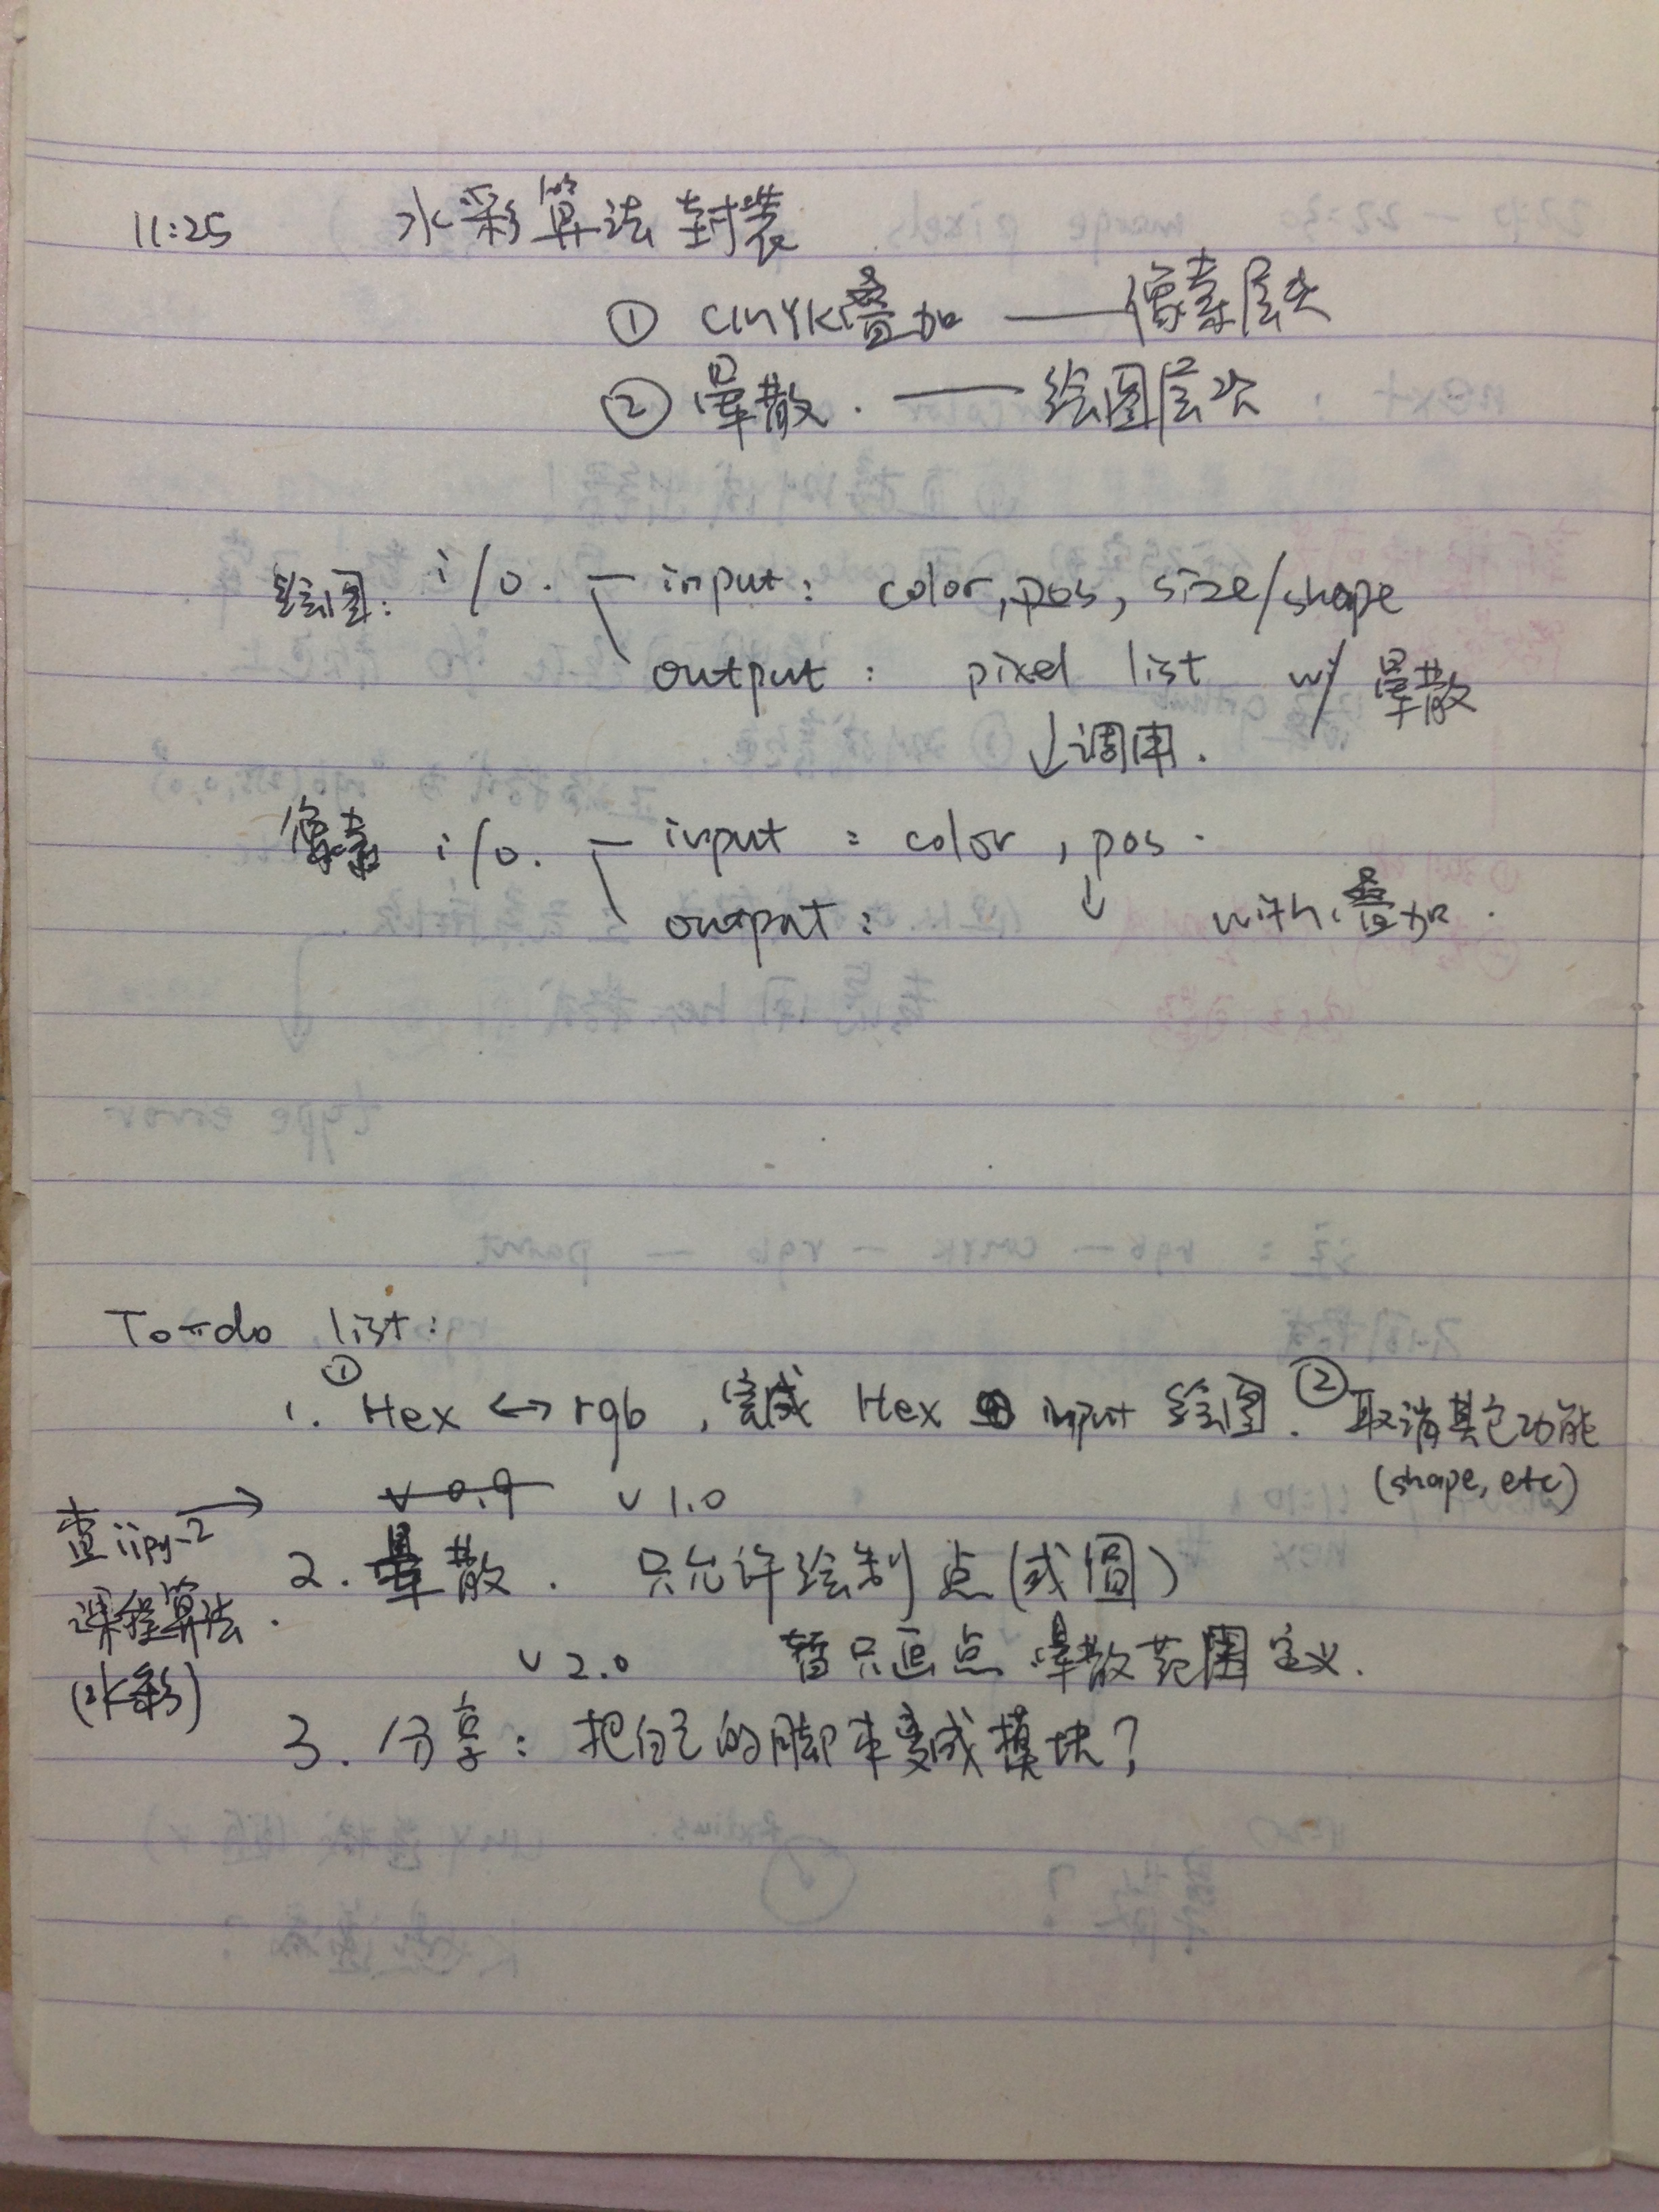 11:25 水彩算法封装
① CMYK叠加 —— 像素层次
② 晕散. —— 绘图层次
绘图: i/o. — input: color, pos, size/shape
output: pixel list w/ 晕散
↓调用.
像素 i/o. — input: color, pos.
output: ↓ with 叠加.
To-do list:
1. ① Hex ↔ rgb, 完成 Hex input 绘图. ② 取消其它功能
(shape, etc)
v 0.9 v 1.0
查iipy-2 →
2. 晕散. 只允许绘制点(或圆)
课程算法.
v 2.0 暂只画点 晕散范围定义.
(水彩)
3. 分享: 把自己的脚本变成模块?